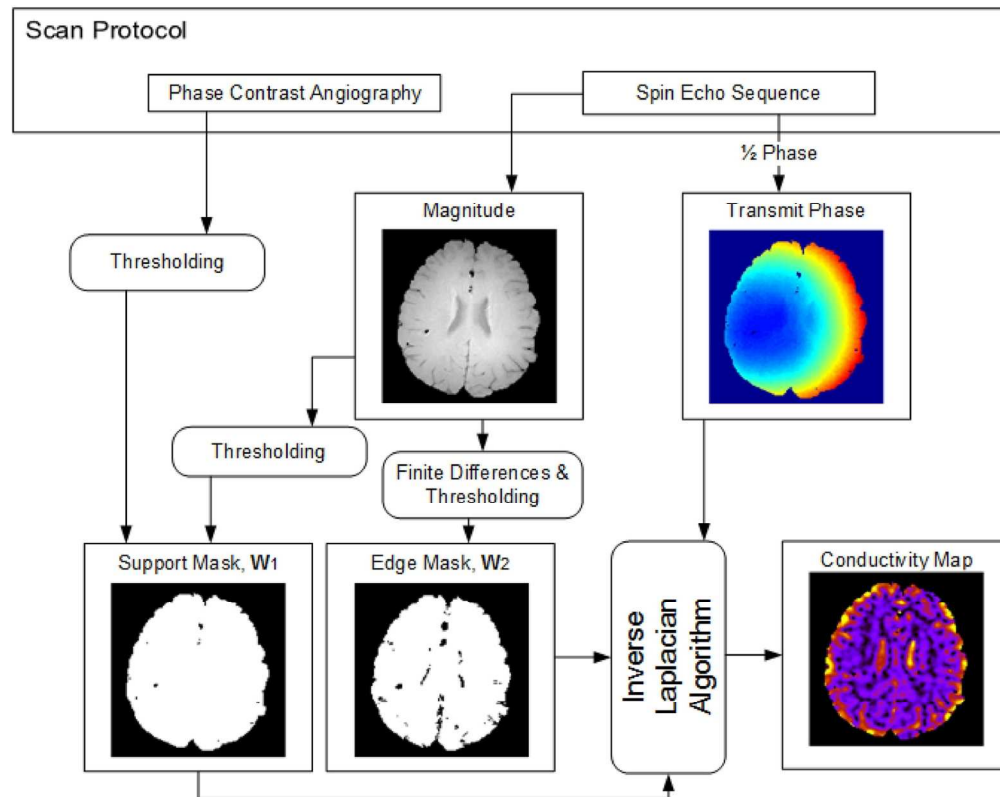 Scan Protocol
Phase Contrast Angiography
Spin Echo Sequence
½ Phase
Magnitude
Transmit Phase
Thresholding
Thresholding
Finite Differences &
Thresholding
Support Mask, W1
Edge Mask, W2
Inverse
Laplacian
Algorithm
Conductivity Map